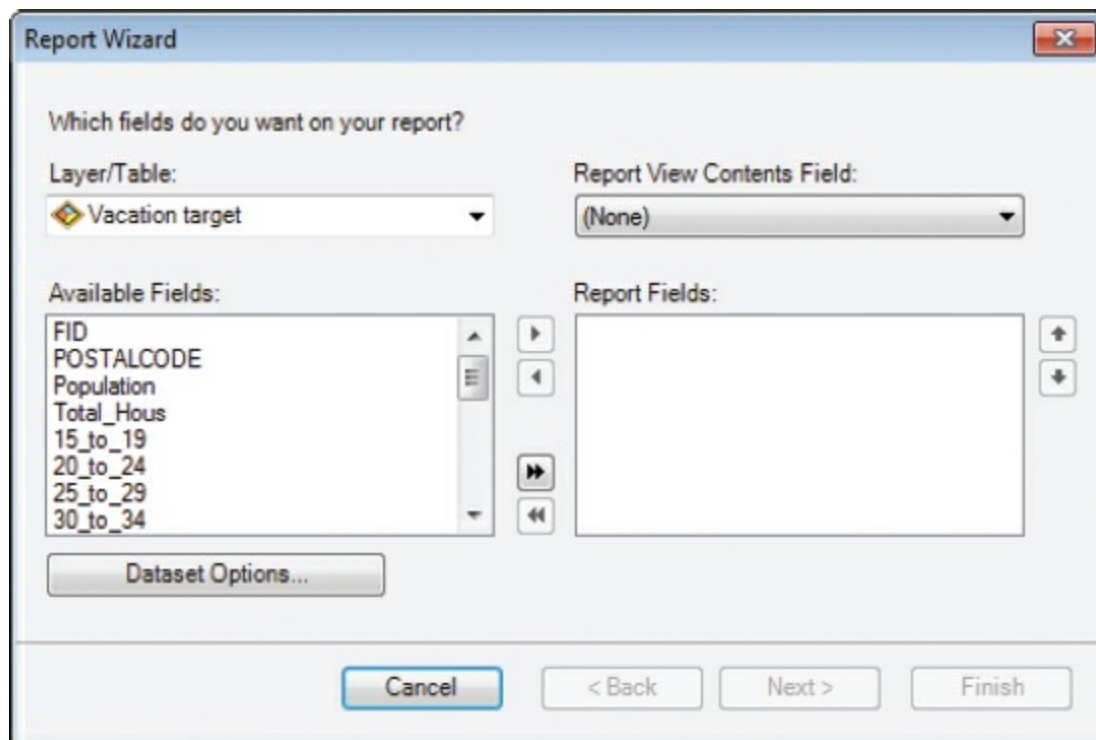 Report Wizard
Which fields do you want on your report?
Layer/Table:
Vacation target
Report View Contents Field:
(None)
Available Fields:
FID
POSTALCODE
Population
Total_Hous
15_to_19
20_to_24
25_to_29
30_to_34
Report Fields:
Dataset Options...
Cancel
< Back
Next >
Finish